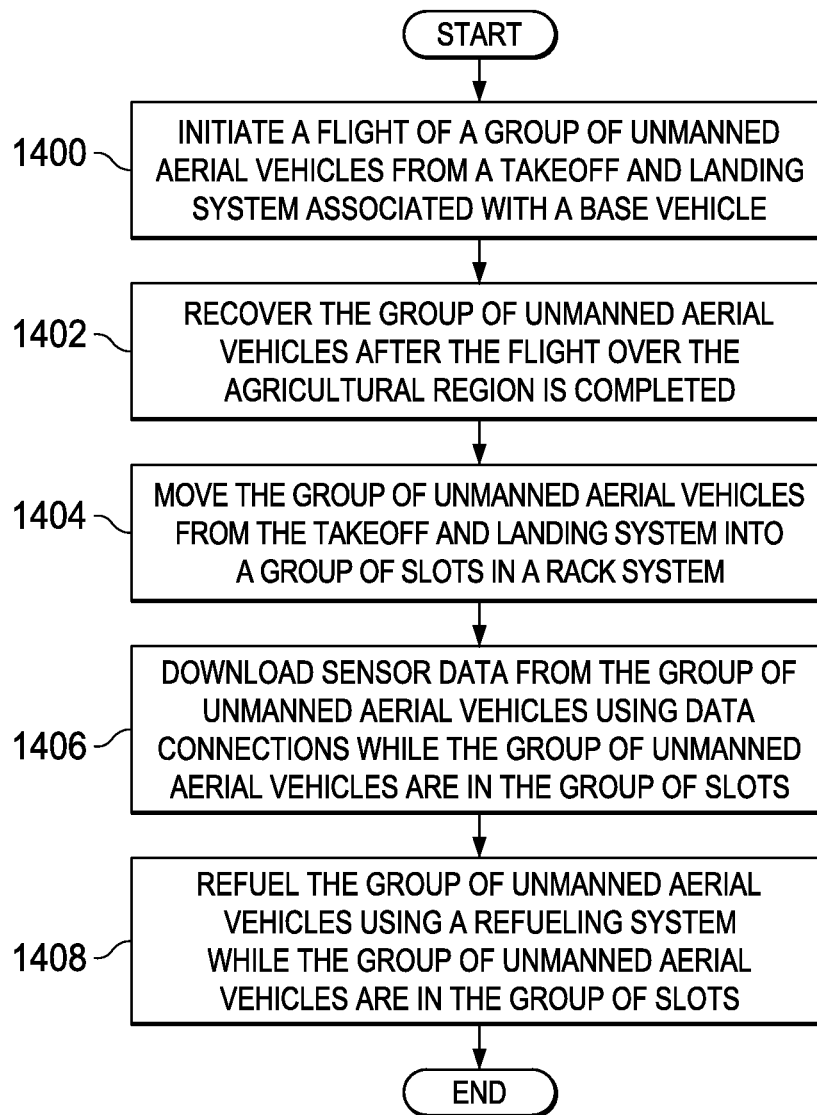 START
1400
INITIATE A FLIGHT OF A GROUP OF UNMANNED
AERIAL VEHICLES FROM A TAKEOFF AND LANDING
SYSTEM ASSOCIATED WITH A BASE VEHICLE
1402
RECOVER THE GROUP OF UNMANNED AERIAL
VEHICLES AFTER THE FLIGHT OVER THE
AGRICULTURAL REGION IS COMPLETED
1404
MOVE THE GROUP OF UNMANNED AERIAL VEHICLES
FROM THE TAKEOFF AND LANDING SYSTEM INTO
A GROUP OF SLOTS IN A RACK SYSTEM
1406
DOWNLOAD SENSOR DATA FROM THE GROUP OF
UNMANNED AERIAL VEHICLES USING DATA
CONNECTIONS WHILE THE GROUP OF UNMANNED
AERIAL VEHICLES ARE IN THE GROUP OF SLOTS
1408
REFUEL THE GROUP OF UNMANNED AERIAL
VEHICLES USING A REFUELING SYSTEM
WHILE THE GROUP OF UNMANNED AERIAL
VEHICLES ARE IN THE GROUP OF SLOTS
END